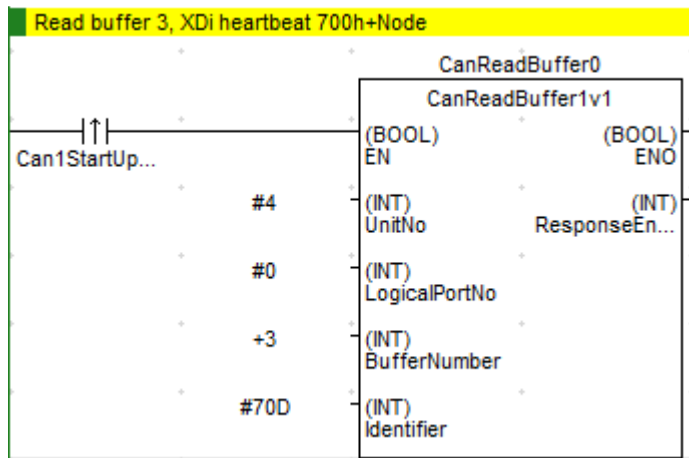 Read buffer 3, XDi heartbeat 700h+Node
CanReadBuffer0
CanReadBuffer1v1
(BOOL) (BOOL)
EN ENO
Can1StartUp...
#4 (INT) (INT)
UnitNo ResponseEn...
#0 (INT)
LogicalPortNo
+3 (INT)
BufferNumber
#70D (INT)
Identifier